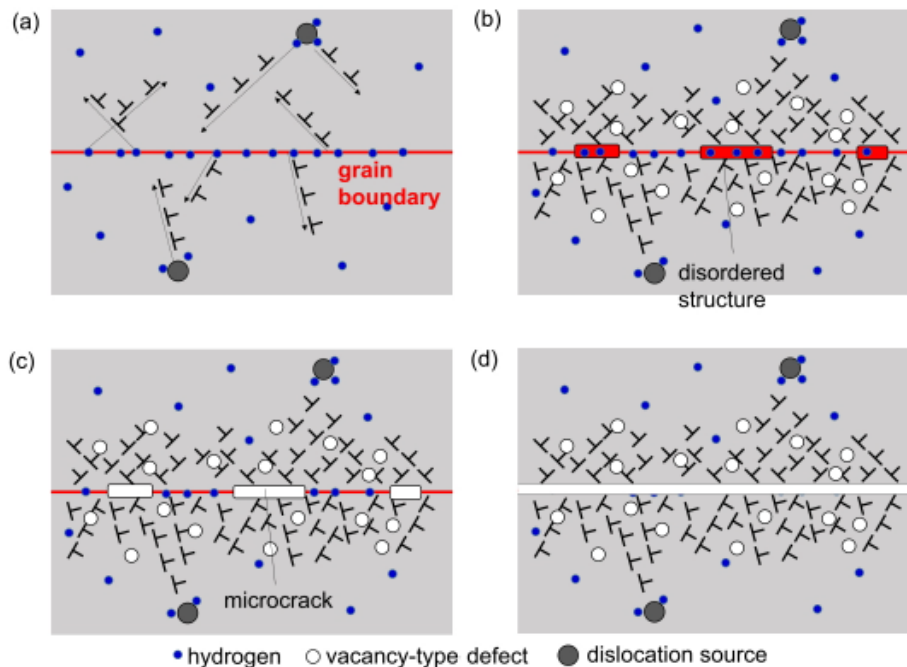 (a)
(b)
grain
boundary
disordered
structure
(c)
(d)
microcrack
hydrogen vacancy-type defect dislocation source